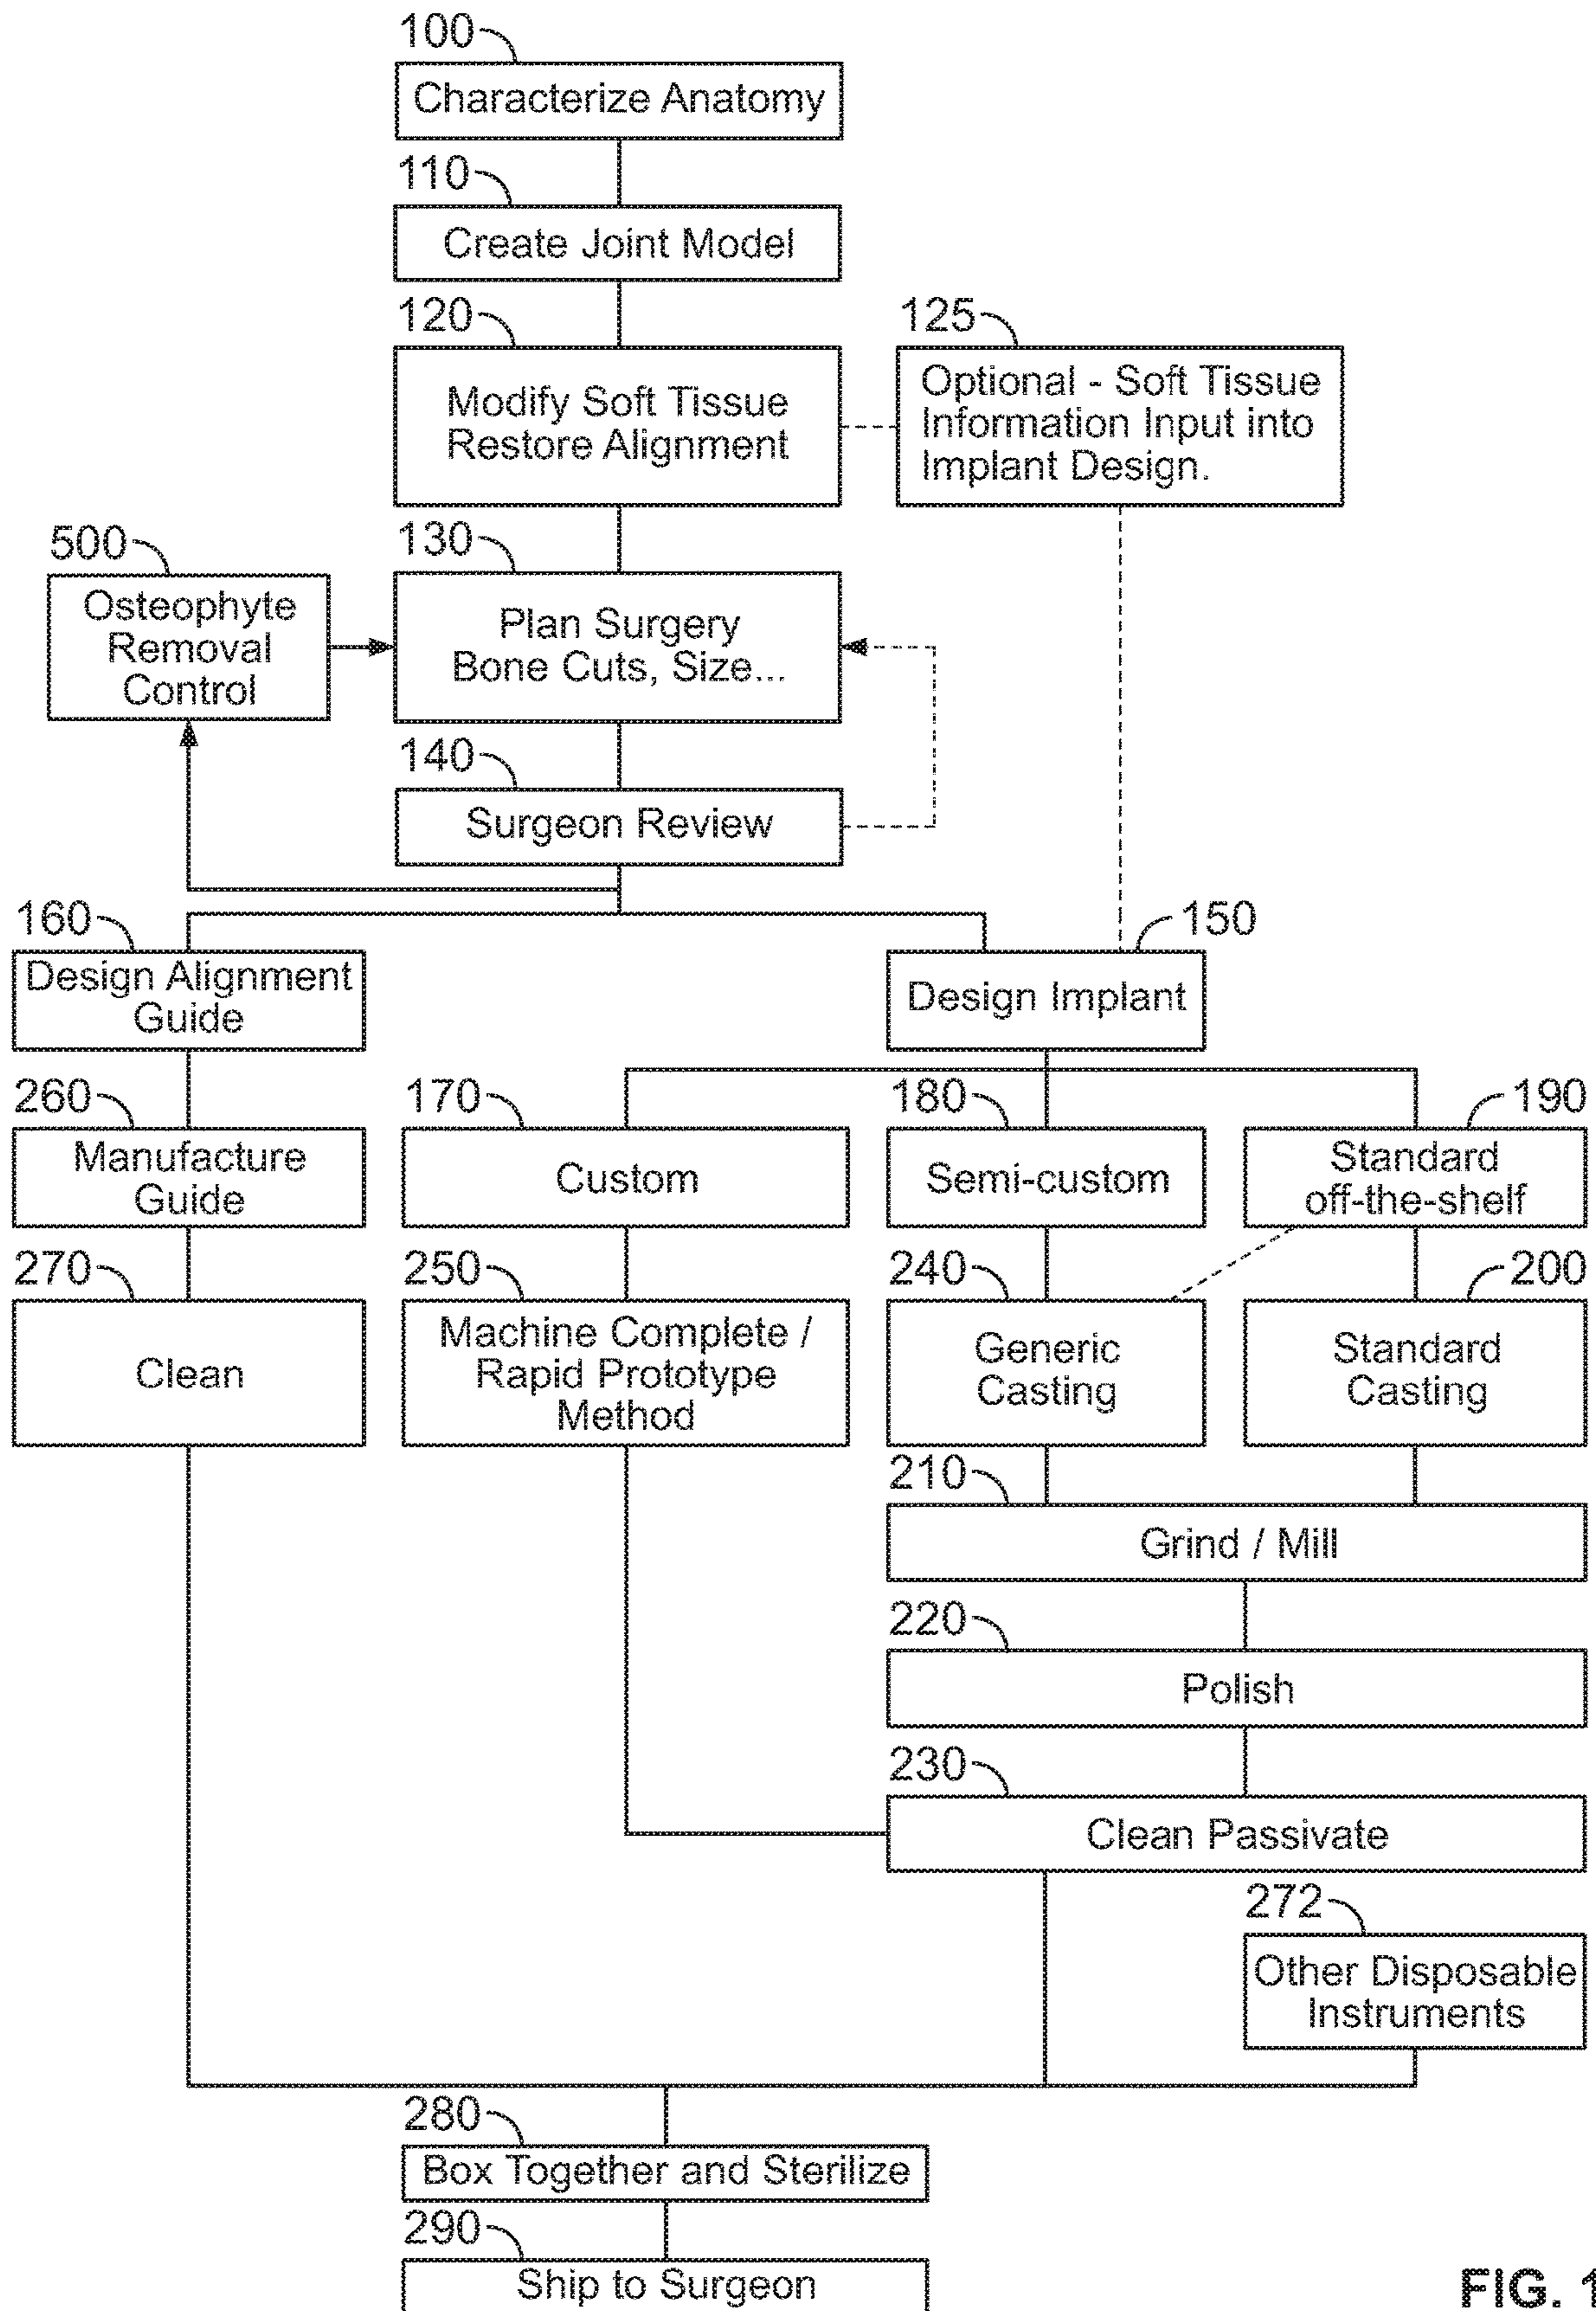 100
Characterize Anatomy
110
Create Joint Model
120
125
Modify Soft Tissue
Restore Alignment
Optional - Soft Tissue
Information Input into
Implant Design.
500
130
Osteophyte
Removal
Control
Plan Surgery
Bone Cuts, Size...
140
Surgeon Review
160
150
Design Alignment
Guide
Design Implant
260
170
180
190
Manufacture
Guide
Custom
Semi-custom
Standard
off-the-shelf
270
250
240
200
Clean
Machine Complete /
Rapid Prototype
Method
Generic
Casting
Standard
Casting
210
Grind / Mill
220
Polish
230
Clean Passivate
272
Other Disposable
Instruments
280
Box Together and Sterilize
290
Ship to Surgeon
FIG. 1